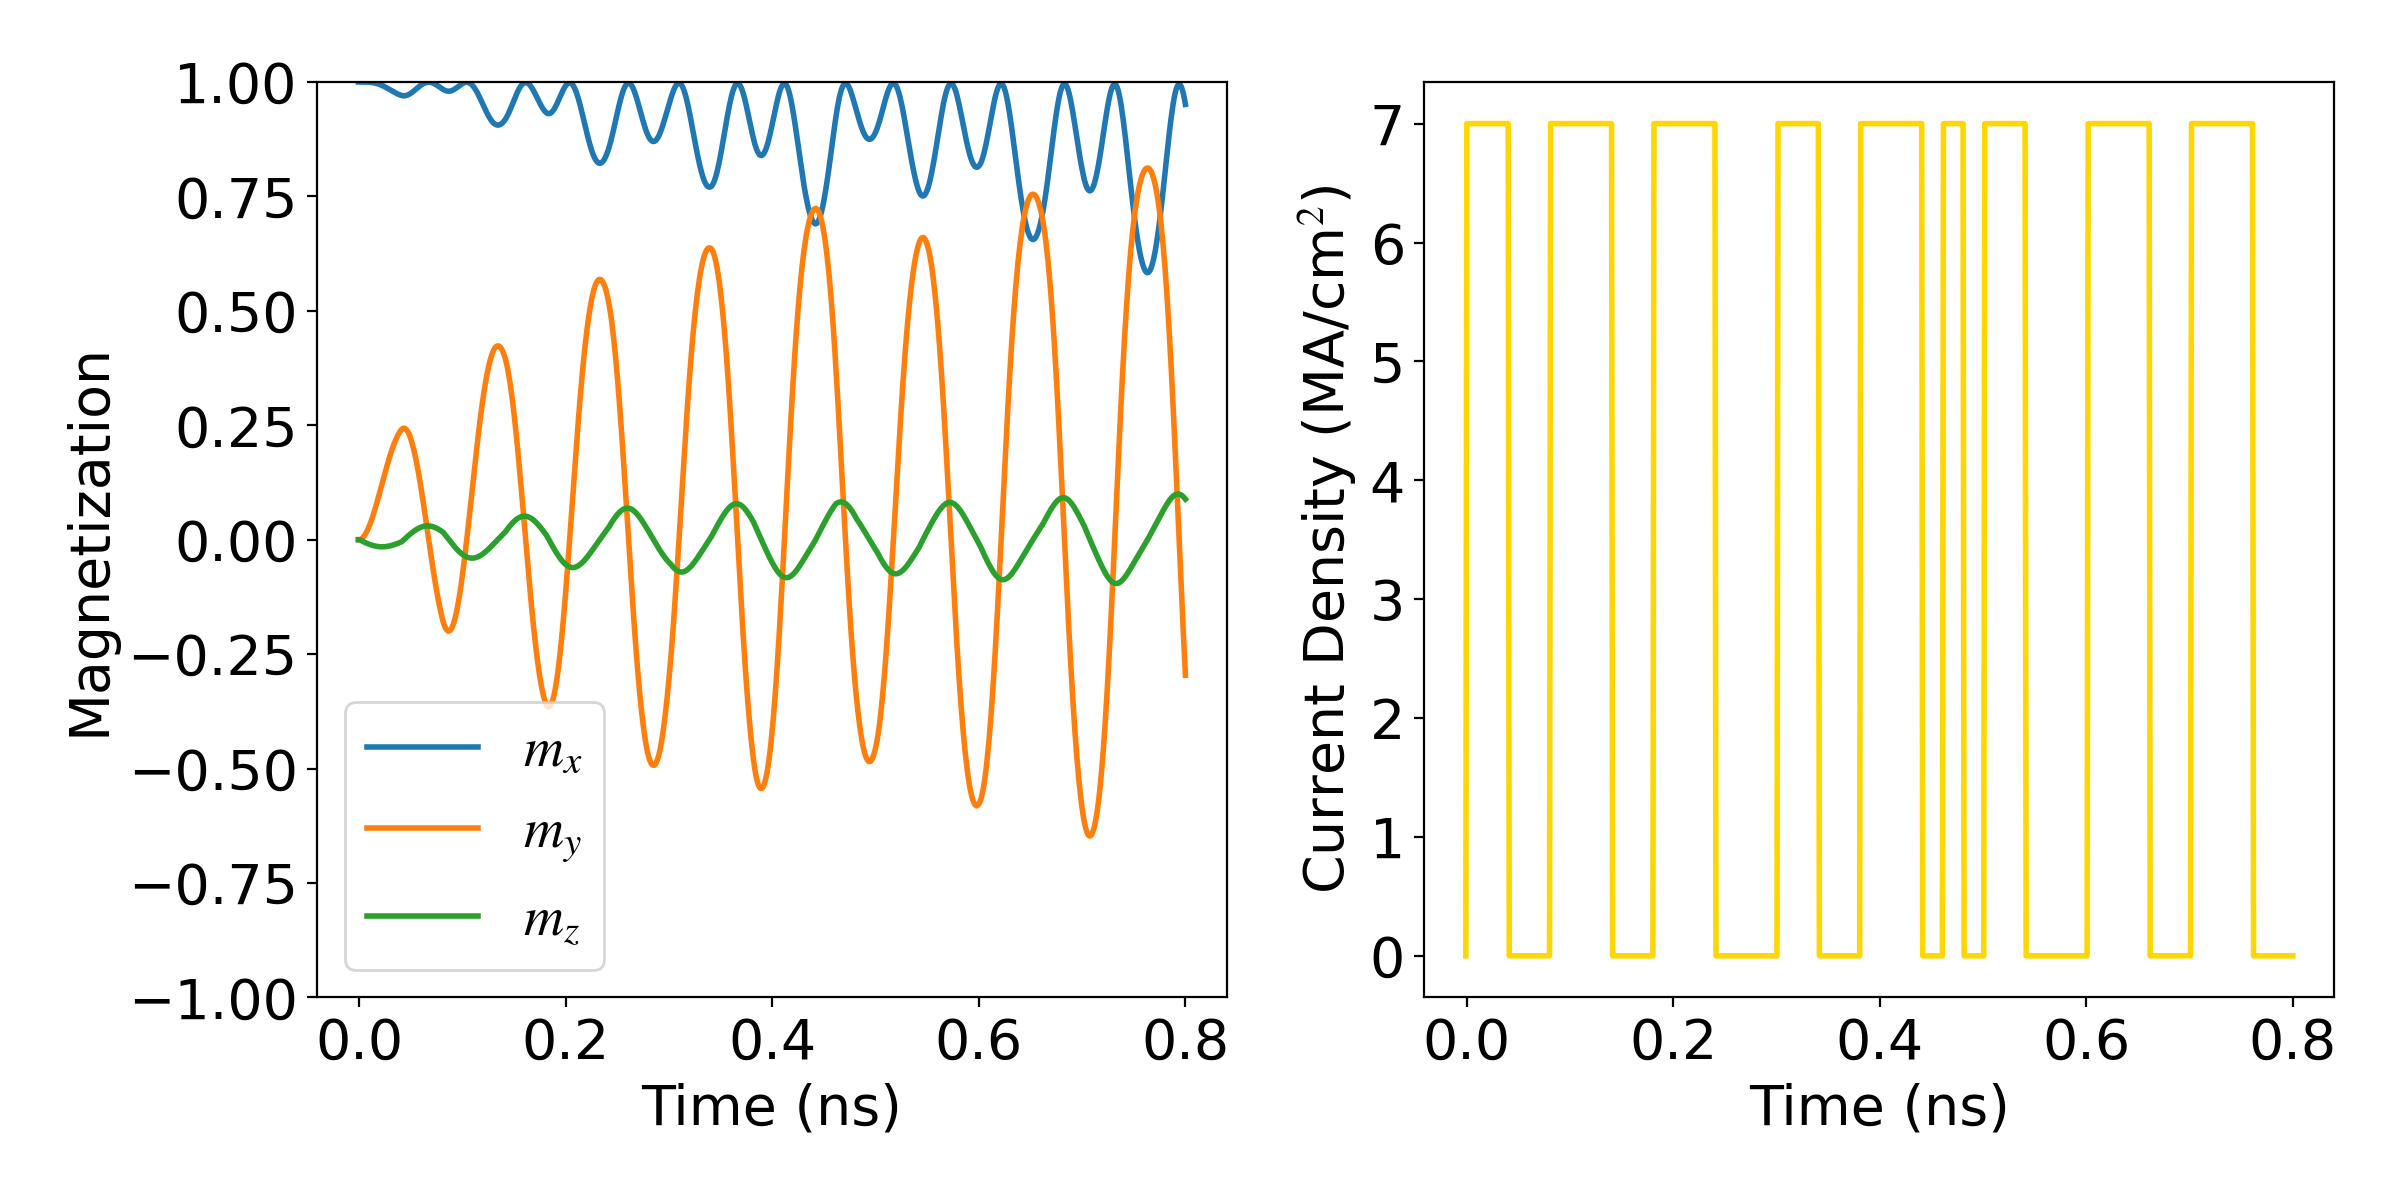 1.00
0.75
0.50
0.25
0.00
−0.25
−0.50
−0.75
−1.00
Magnetization
m_x
m_y
m_z
0.0 0.2 0.4 0.6 0.8
Time (ns)
7
6
5
4
3
2
1
0
Current Density (MA/cm²)
0.0 0.2 0.4 0.6 0.8
Time (ns)